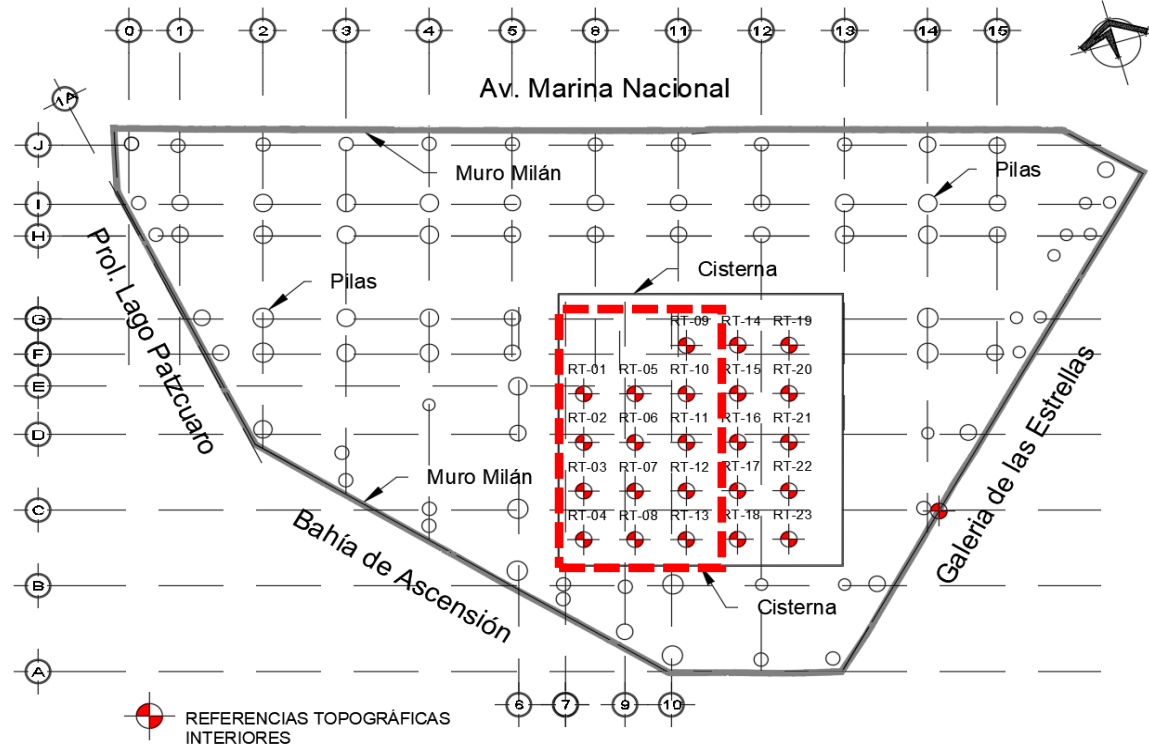 0 1 2 3 4 5 8 11 12 13 14 15
1A
Av. Marina Nacional
J
Muro Milán
Pilas
I
H
Prol. Lago Patzcuaro
Cisterna
Pilas
G
RT-09 RT-14 RT-19
F
RT-01 RT-05 RT-10 RT-15 RT-20
E
RT-02 RT-06 RT-11 RT-16 RT-21
D
RT-03 RT-07 RT-12 RT-17 RT-22
Muro Milán
Galeria de las Estrellas
C
RT-04 RT-08 RT-13 RT-18 RT-23
Bahía de Ascensión
B
Cisterna
A
6 7 9 10
REFERENCIAS TOPOGRÁFICAS
INTERIORES